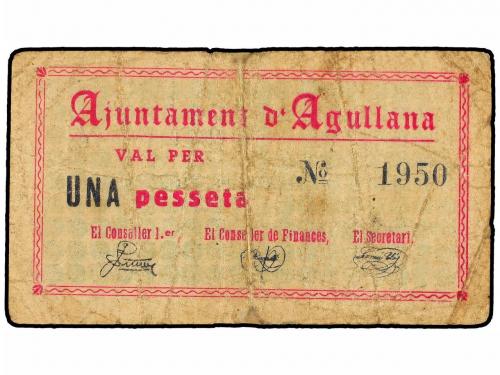 Ajuntament d'Agullana
VAL PER
UNA pesseta
Nº 1950
El Conseller 1.er El Conseller de Finances, El Secretari,